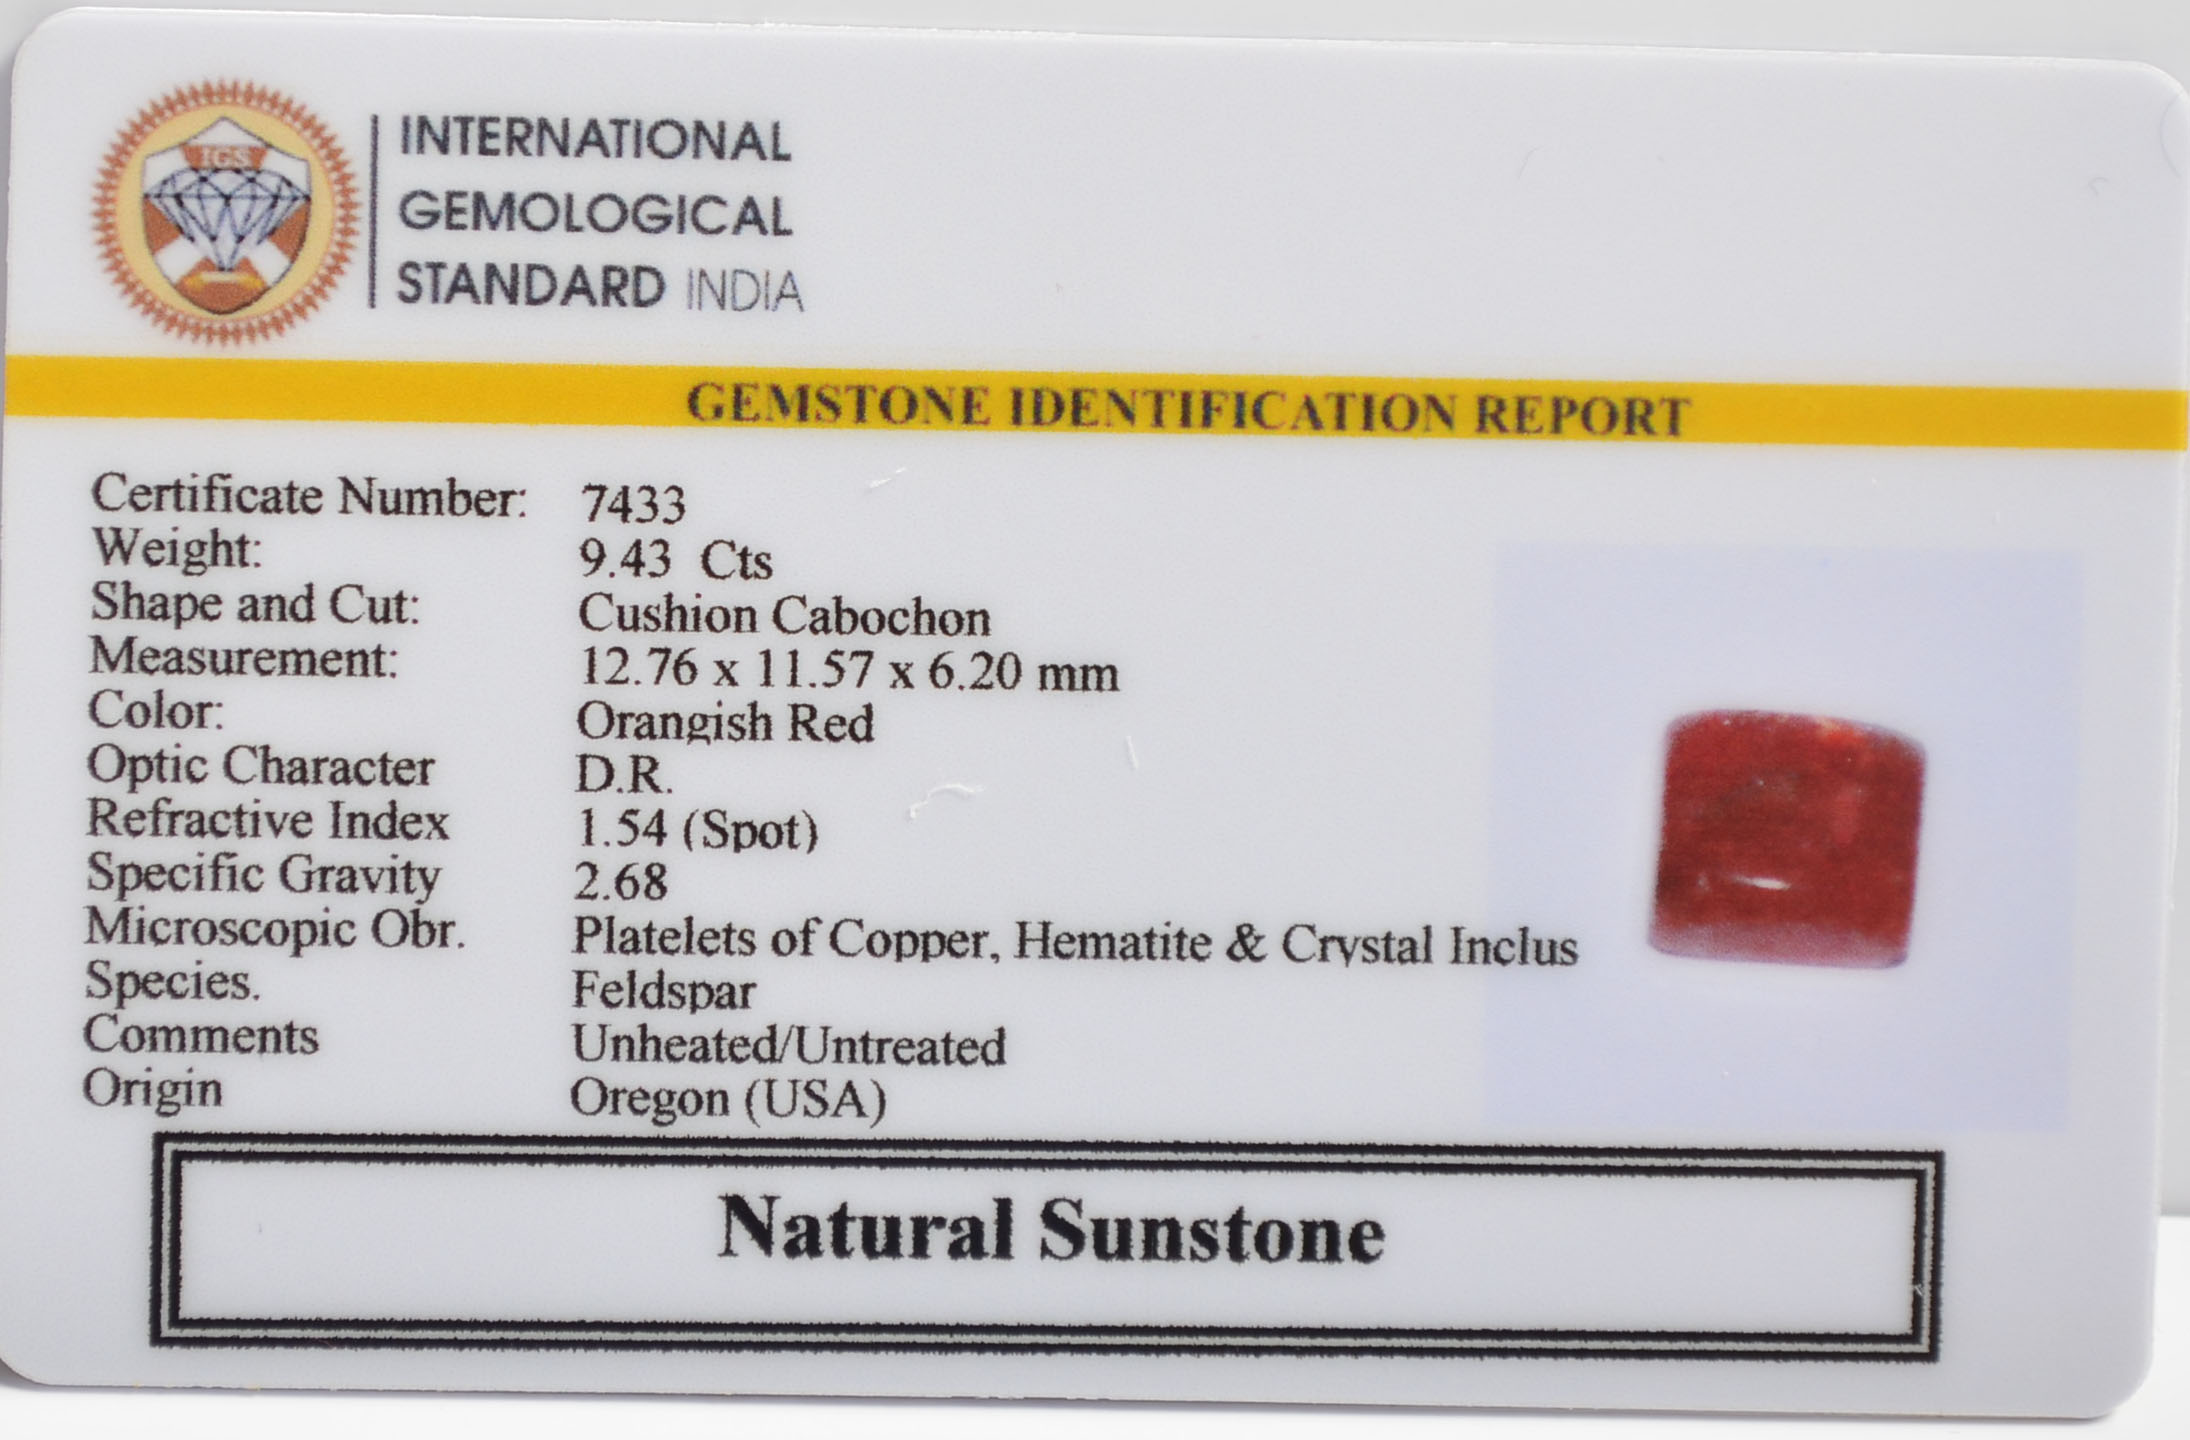 IGS
INTERNATIONAL
GEMOLOGICAL
STANDARD INDIA
GEMSTONE IDENTIFICATION REPORT
Certificate Number: 7433
Weight: 9.43 Cts
Shape and Cut: Cushion Cabochon
Measurement: 12.76 x 11.57 x 6.20 mm
Color: Orangish Red
Optic Character D.R.
Refractive Index 1.54 (Spot)
Specific Gravity 2.68
Microscopic Obr. Platelets of Copper, Hematite & Crystal Inclus
Species. Feldspar
Comments Unheated/Untreated
Origin Oregon (USA)
Natural Sunstone